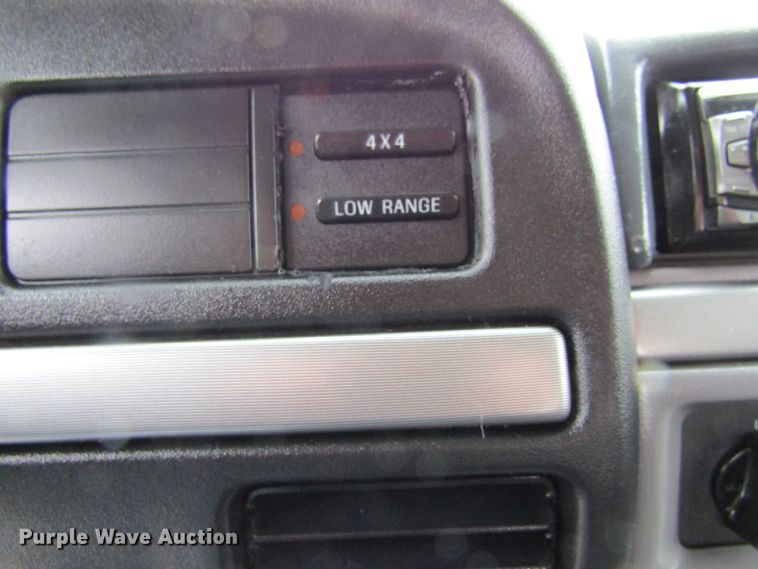 4X4
LOW RANGE
Purple Wave Auction